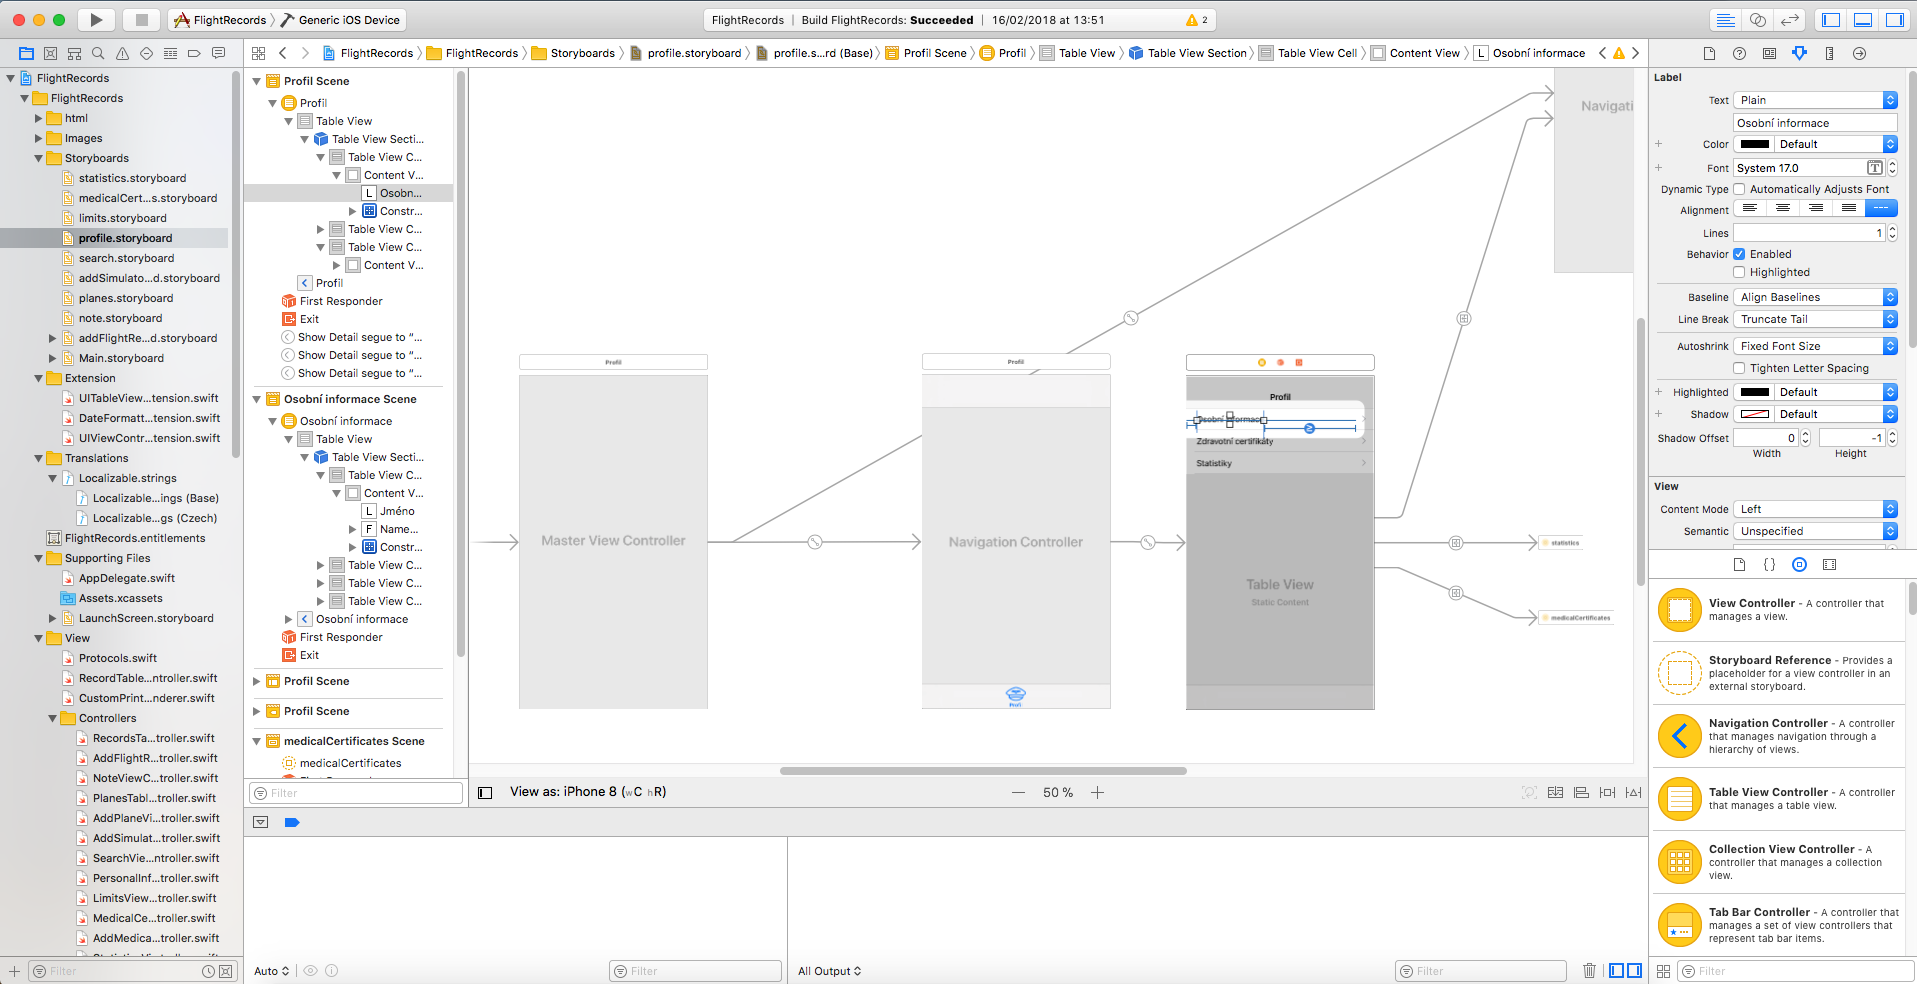 FlightRecords
Generic iOS Device
FlightRecords | Build FlightRecords: Succeeded | 16/02/2018 at 13:51
2
FlightRecords
FlightRecords
Storyboards
profile.storyboard
profile.s...rd (Base)
Profil Scene
Profil
Table View
Table View Section
Table View Cell
Content View
L Osobní informace
FlightRecords
FlightRecords
html
Images
Storyboards
statistics.storyboard
medicalCert...s.storyboard
limits.storyboard
profile.storyboard
search.storyboard
addSimulato...d.storyboard
planes.storyboard
note.storyboard
addFlightRe...d.storyboard
Main.storyboard
Extension
UITableView...tension.swift
DateFormatt...tension.swift
UIViewContr...tension.swift
Translations
Localizable.strings
Localizable...ings (Base)
Localizable...gs (Czech)
FlightRecords.entitlements
Supporting Files
AppDelegate.swift
Assets.xcassets
LaunchScreen.storyboard
View
Protocols.swift
RecordTable...ntroller.swift
CustomPrint...nderer.swift
Controllers
RecordsTa...troller.swift
AddFlightR...troller.swift
NoteViewC...troller.swift
PlanesTabl...troller.swift
AddPlaneVi...troller.swift
AddSimulat...troller.swift
SearchVie...ntroller.swift
PersonalInf...troller.swift
LimitsView...troller.swift
MedicalCe...troller.swift
AddMedica...troller.swift
Filter
Profil Scene
Profil
Table View
Table View Secti...
Table View C...
Content V...
L Osobn...
Constr...
Table View C...
Table View C...
Content V...
Profil
First Responder
Exit
Show Detail segue to “...
Show Detail segue to “...
Show Detail segue to “...
Osobní informace Scene
Osobní informace
Table View
Table View Secti...
Table View C...
Content V...
L Jméno
F Name...
Constr...
Table View C...
Table View C...
Table View C...
Osobní informace
First Responder
Exit
Profil Scene
Profil Scene
medicalCertificates Scene
medicalCertificates
Filter
Navigati
Profil
Master View Controller
Profil
Navigation Controller
Profil
Profil
Osobní informace
Zdravotní certifikáty
Statistiky
Table View
Static Content
statistics
medicalCertificates
View as: iPhone 8 (wC hR)
50 %
Auto
Filter
All Output
Filter
Label
Text Plain
Osobní informace
Color Default
Font System 17.0
Dynamic Type Automatically Adjusts Font
Alignment
Lines 1
Behavior Enabled
Highlighted
Baseline Align Baselines
Line Break Truncate Tail
Autoshrink Fixed Font Size
Tighten Letter Spacing
Highlighted Default
Shadow Default
Shadow Offset 0 -1
Width Height
View
Content Mode Left
Semantic Unspecified
View Controller - A controller that
manages a view.
Storyboard Reference - Provides a
placeholder for a view controller in an
external storyboard.
Navigation Controller - A controller
that manages navigation through a
hierarchy of views.
Table View Controller - A controller
that manages a table view.
Collection View Controller - A
controller that manages a collection
view.
Tab Bar Controller - A controller that
manages a set of view controllers that
represent tab bar items.
Filter